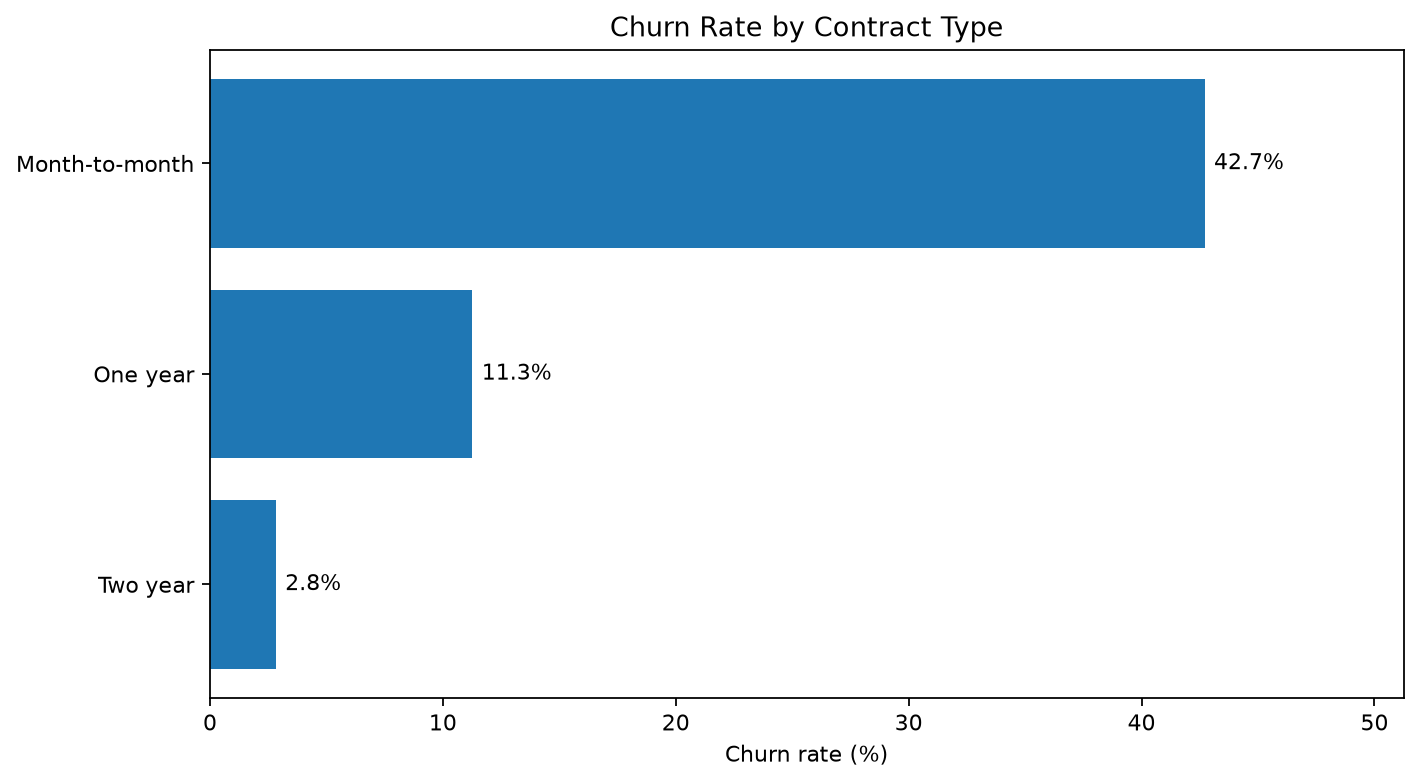 Churn Rate by Contract Type
Month-to-month
42.7%
One year
11.3%
Two year
2.8%
0 10 20 30 40 50
Churn rate (%)